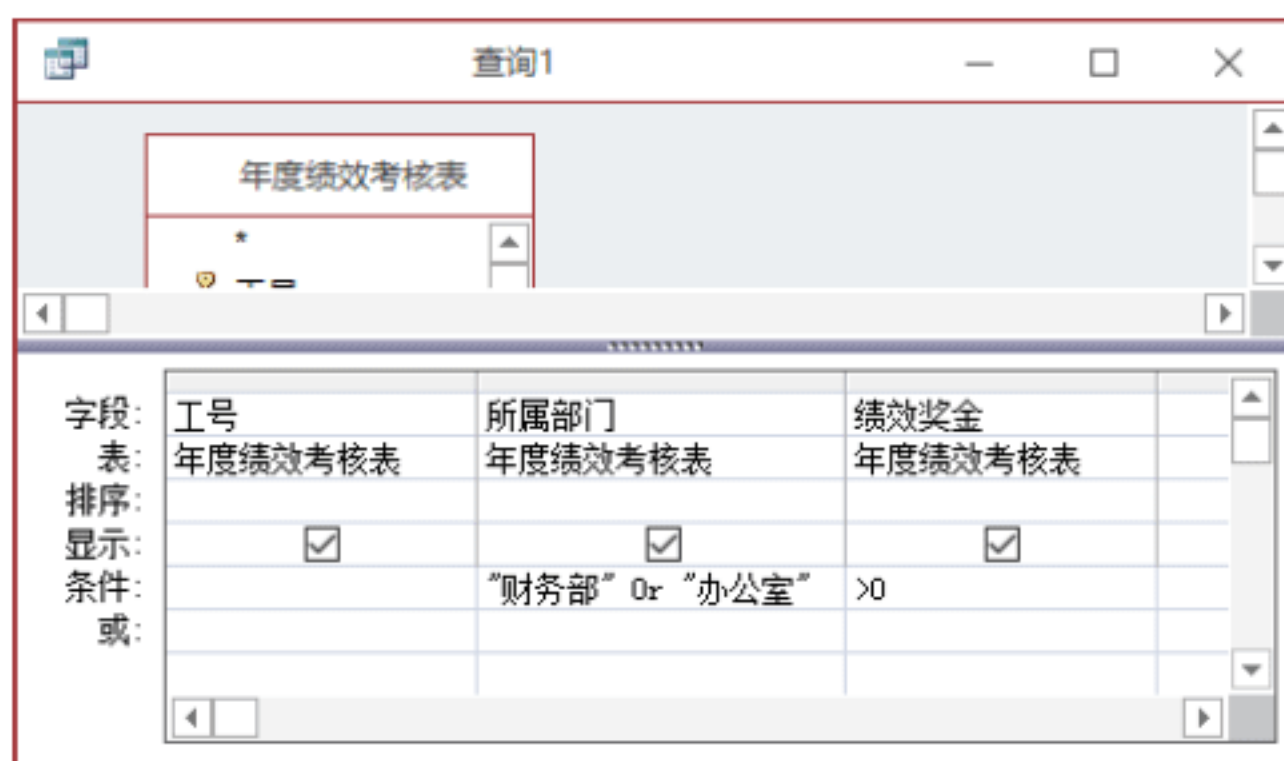 查询1
年度绩效考核表
*
字段: 工号 所属部门 绩效奖金
表: 年度绩效考核表 年度绩效考核表 年度绩效考核表
排序:
显示:
条件: "财务部" Or "办公室" >0
或: